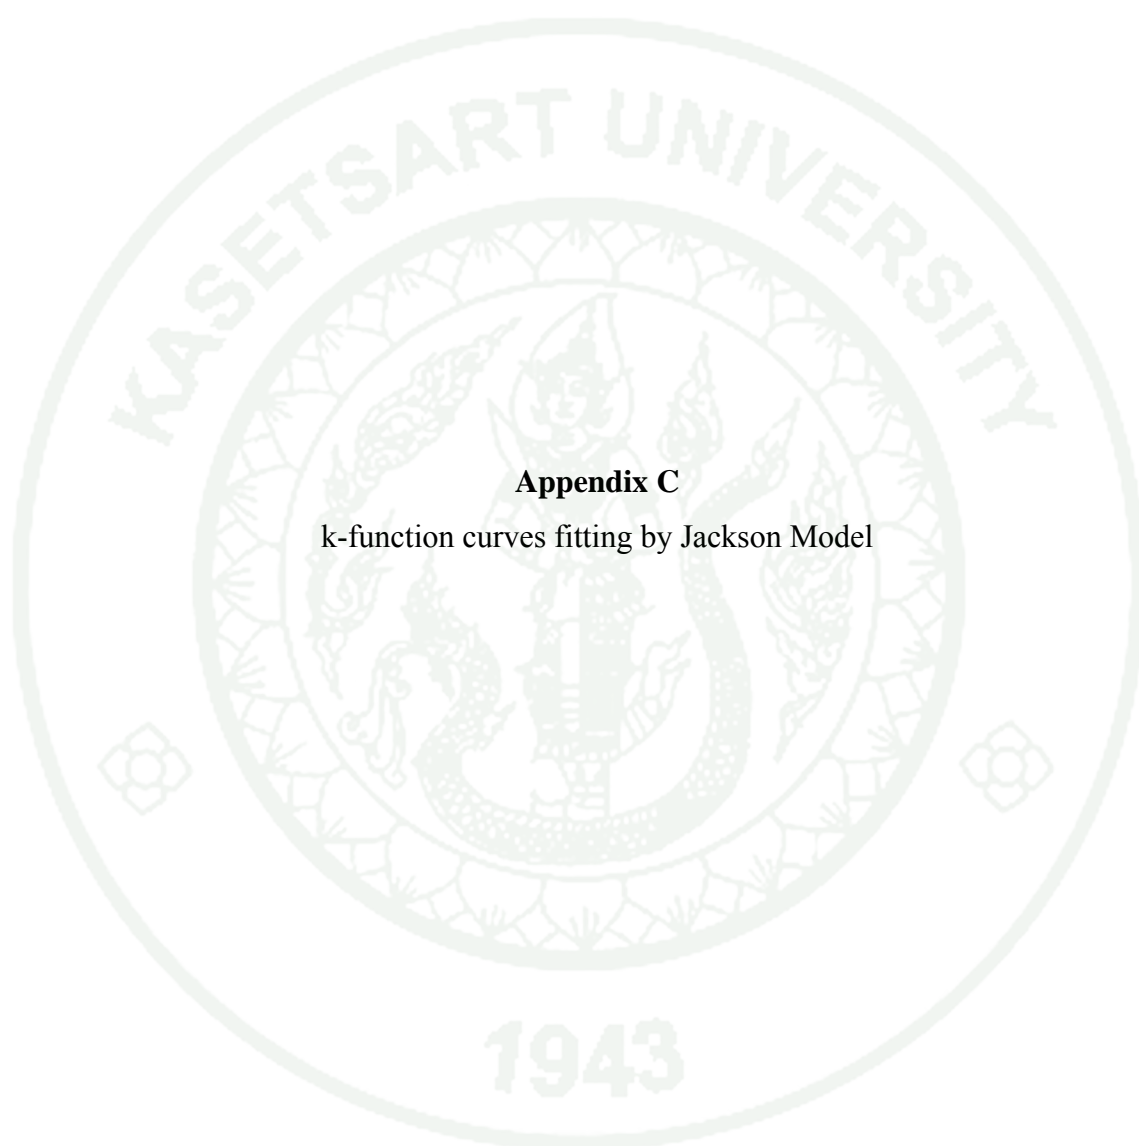 KASETSART UNIVERSITY
Appendix C
k-function curves fitting by Jackson Model
1943